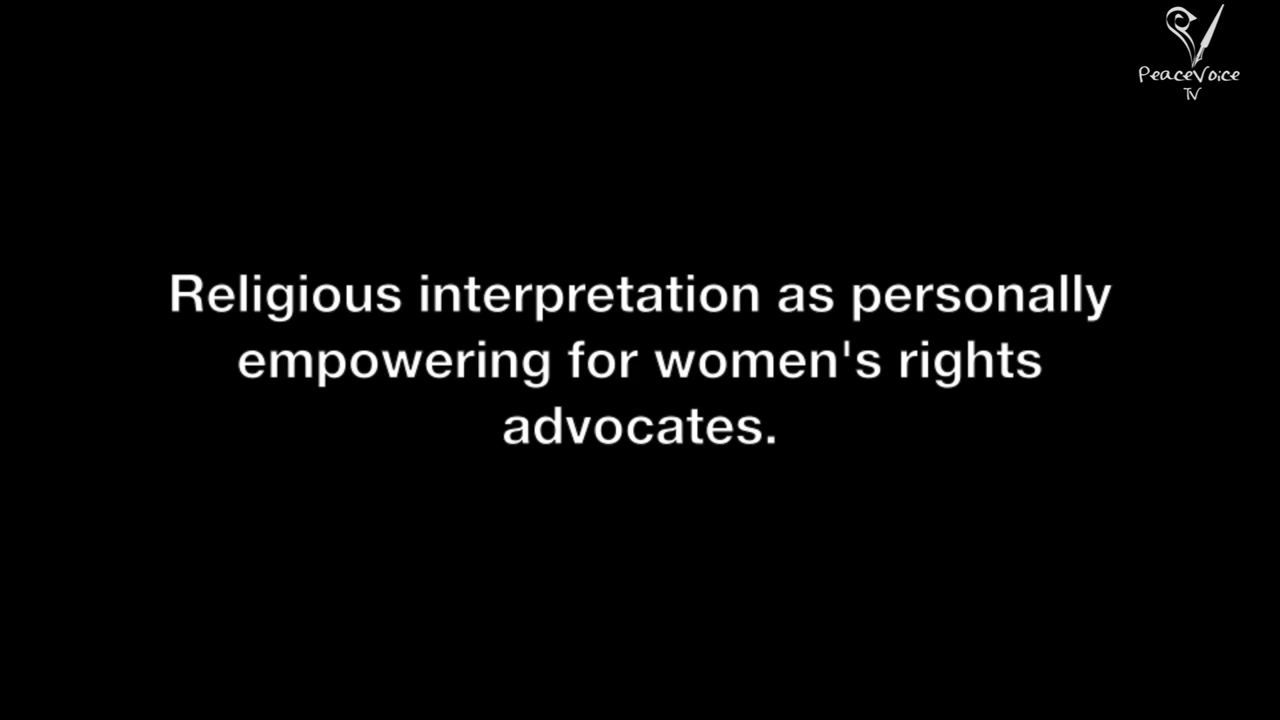 PeaceVoice
TV
Religious interpretation as personally
empowering for women's rights
advocates.